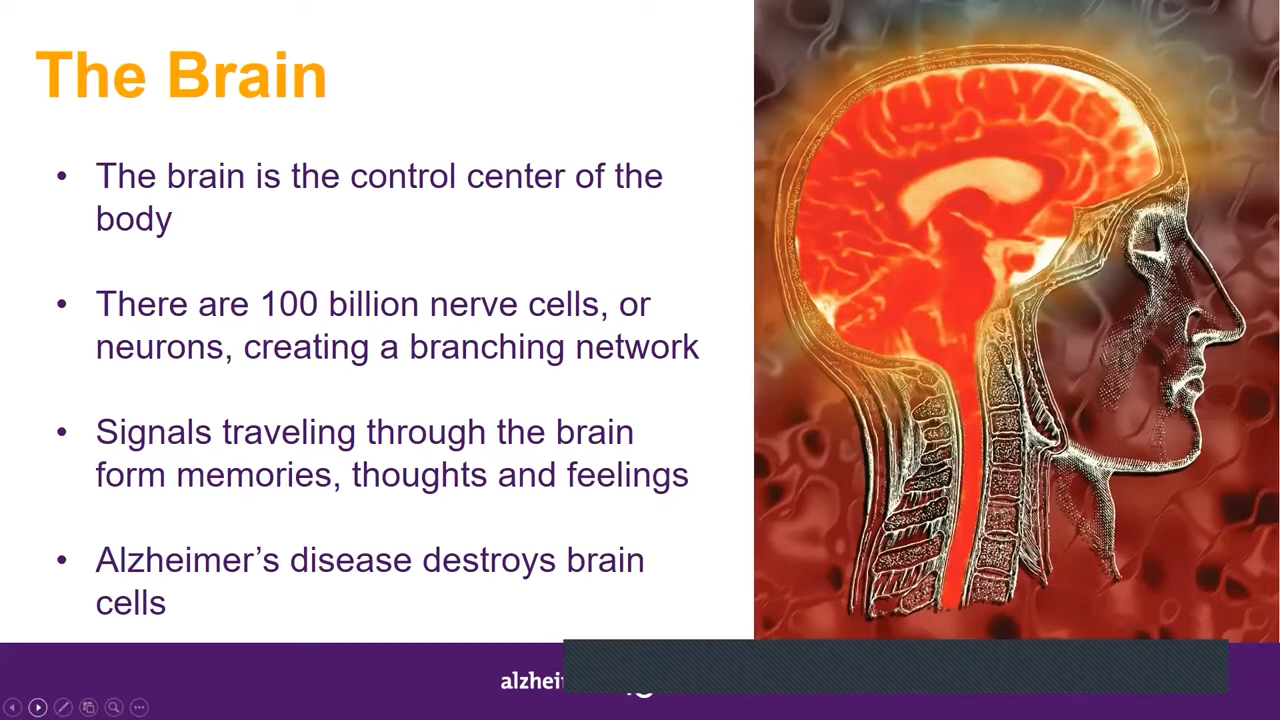 The Brain
• The brain is the control center of the
body
• There are 100 billion nerve cells, or
neurons, creating a branching network
• Signals traveling through the brain
form memories, thoughts and feelings
• Alzheimer’s disease destroys brain
cells